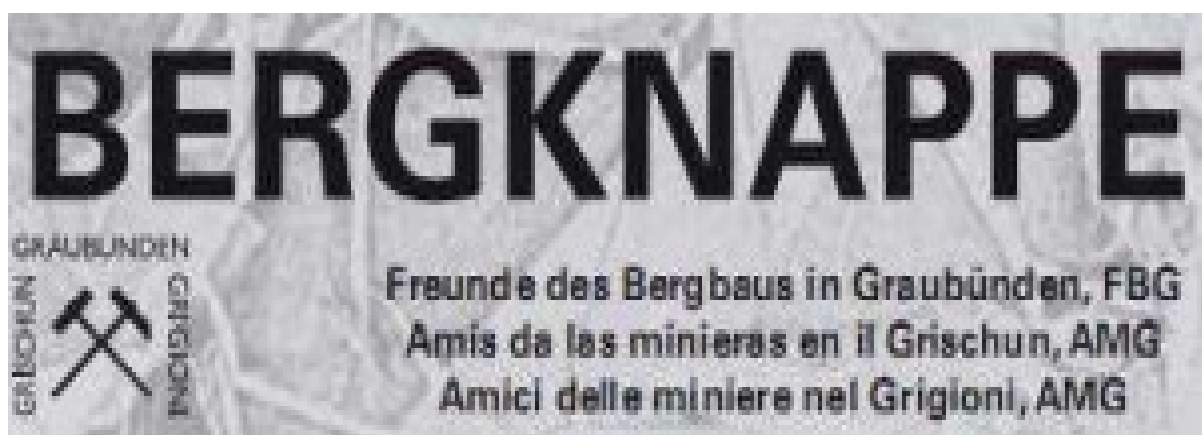 BERGKNAPPE
GRAUBÜNDEN
GRISCHUN
GRIGIONI
Freunde des Bergbaus in Graubünden, FBG
Amis da las minieras en il Grischun, AMG
Amici delle miniere nel Grigioni, AMG